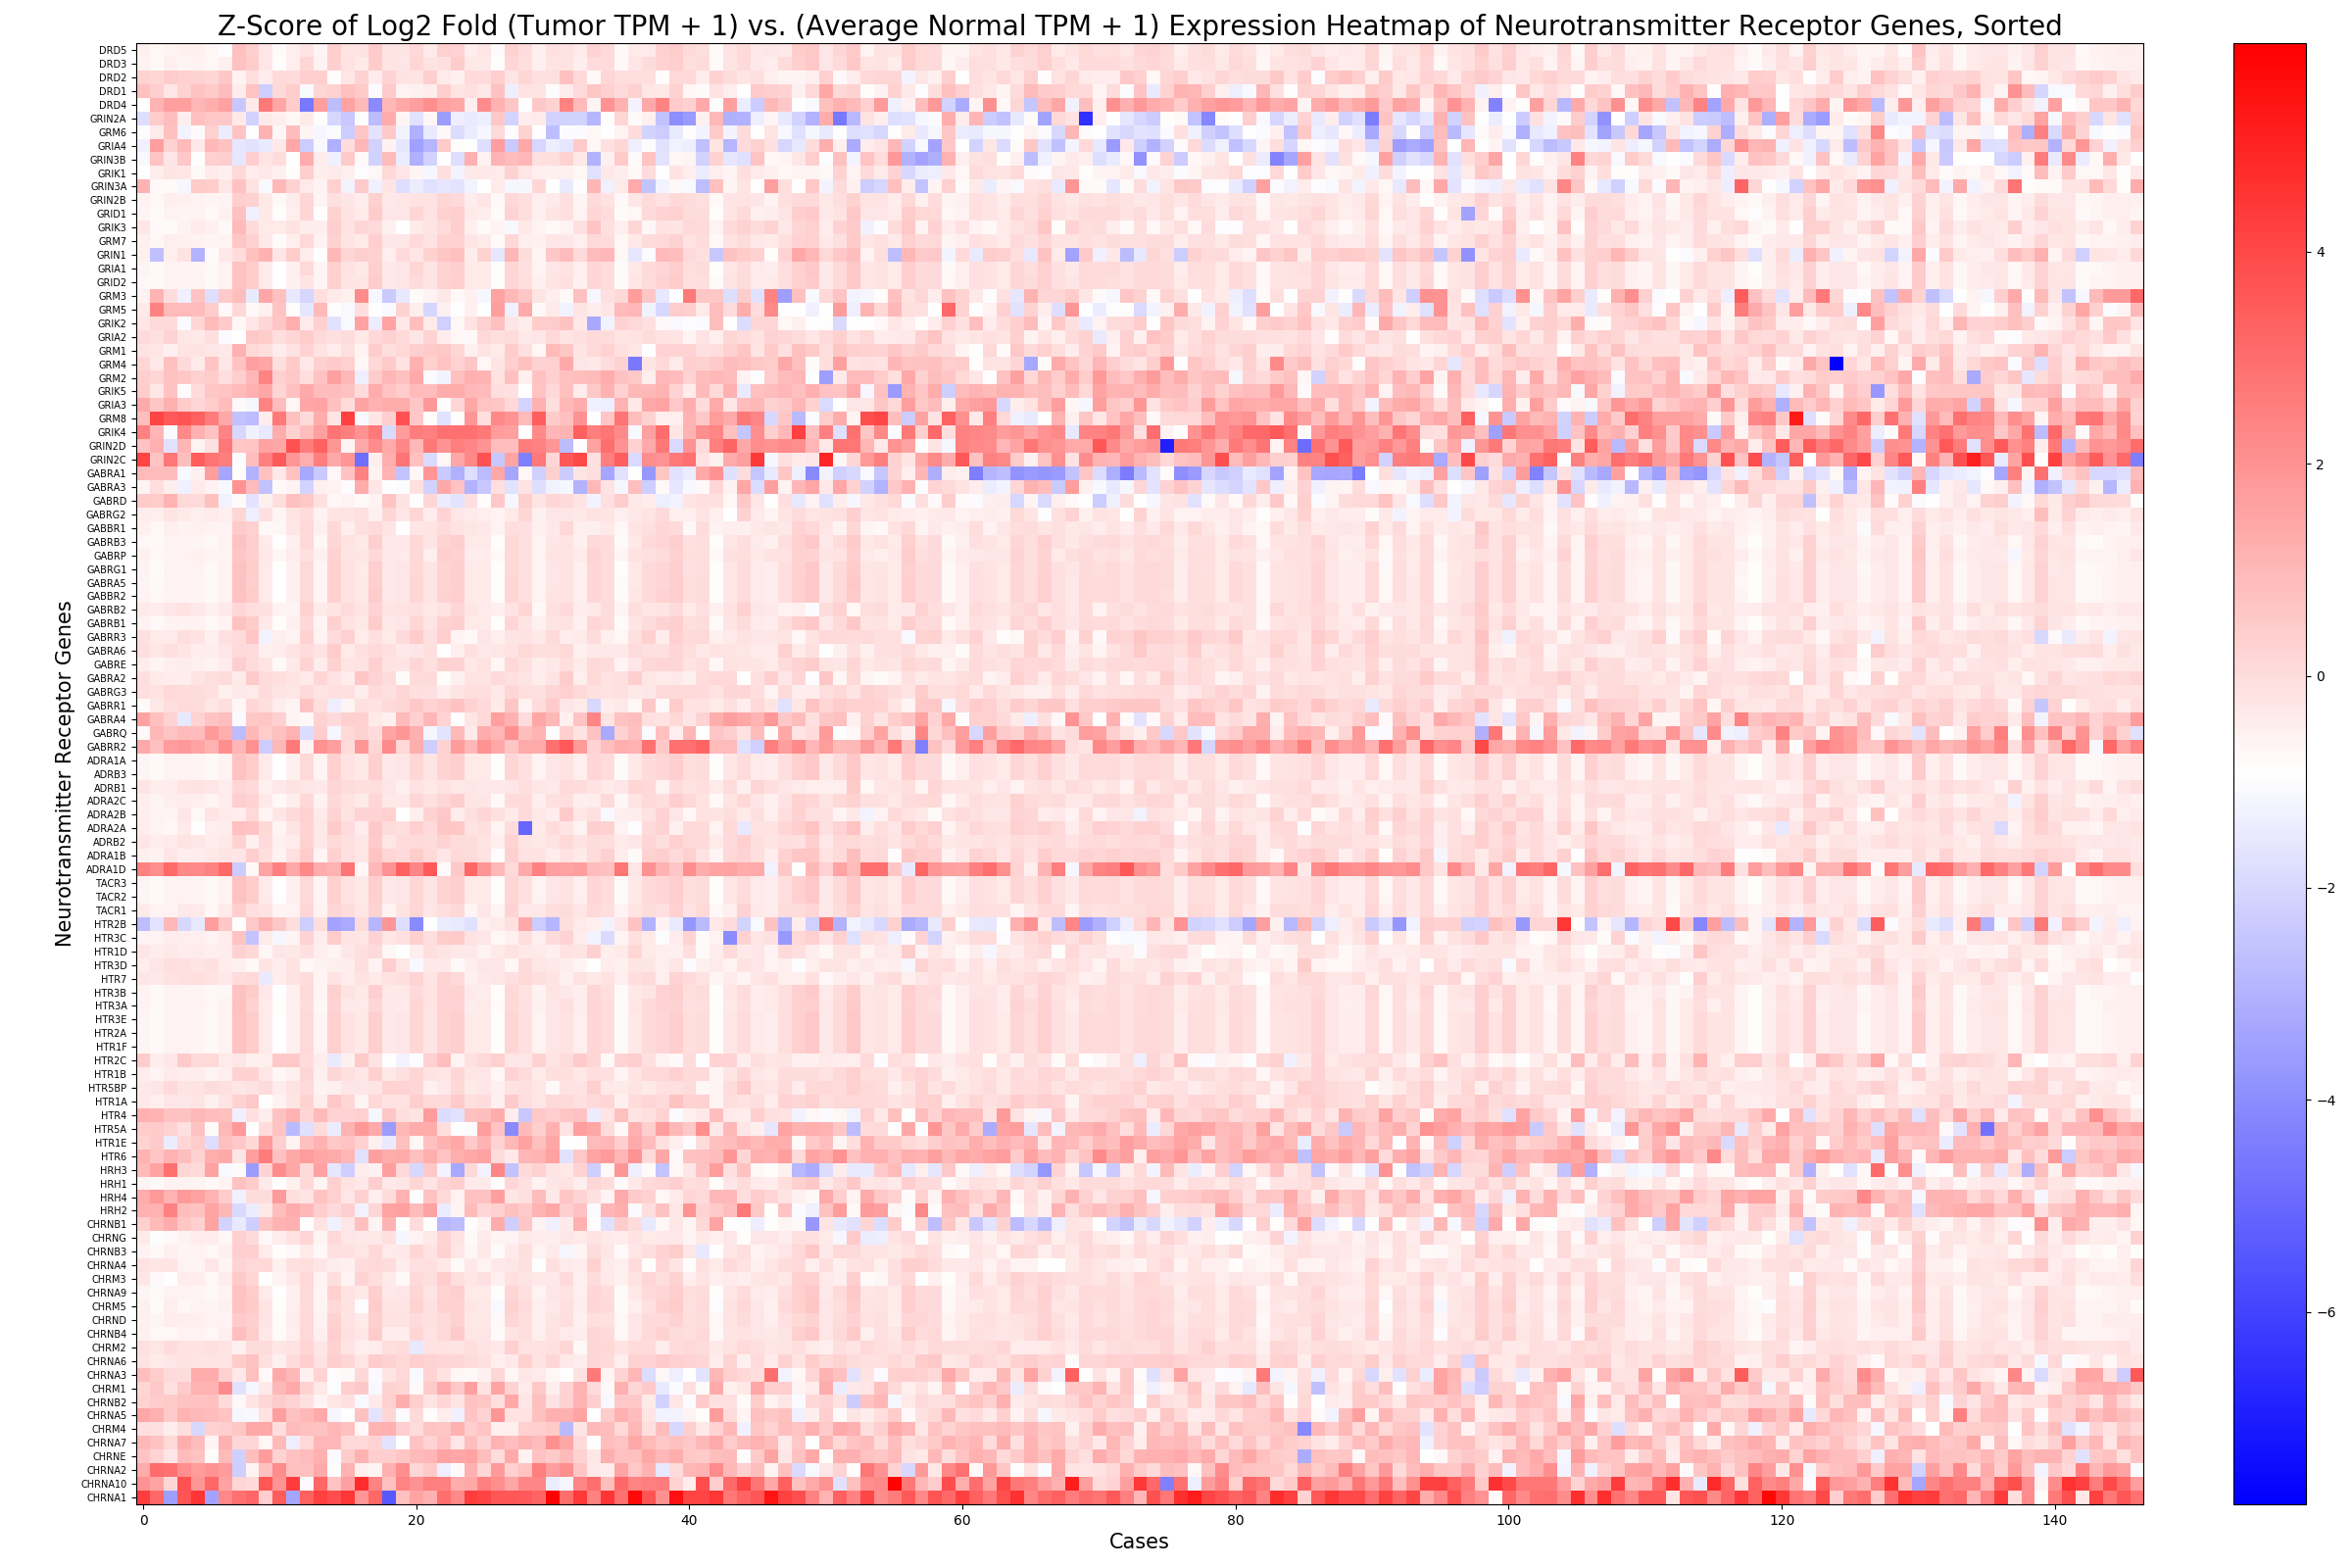 Z-Score of Log2 Fold (Tumor TPM + 1) vs. (Average Normal TPM + 1) Expression Heatmap of Neurotransmitter Receptor Genes, Sorted
Neurotransmitter Receptor Genes
DRD5
DRD3
DRD2
DRD1
DRD4
GRIN2A
GRM6
GRIA4
GRIN3B
GRIK1
GRIN3A
GRIN2B
GRID1
GRIK3
GRM7
GRIN1
GRIA1
GRID2
GRM3
GRM5
GRIK2
GRIA2
GRM1
GRM4
GRM2
GRIK5
GRIA3
GRM8
GRIK4
GRIN2D
GRIN2C
GABRA1
GABRA3
GABRD
GABRG2
GABBR1
GABRB3
GABRP
GABRG1
GABRA5
GABBR2
GABRB2
GABRB1
GABRR3
GABRA6
GABRE
GABRA2
GABRG3
GABRR1
GABRA4
GABRQ
GABRR2
ADRA1A
ADRB3
ADRB1
ADRA2C
ADRA2B
ADRA2A
ADRB2
ADRA1B
ADRA1D
TACR3
TACR2
TACR1
HTR2B
HTR3C
HTR1D
HTR3D
HTR7
HTR3B
HTR3A
HTR3E
HTR2A
HTR1F
HTR2C
HTR1B
HTR5BP
HTR1A
HTR4
HTR5A
HTR1E
HTR6
HRH3
HRH1
HRH4
HRH2
CHRNB1
CHRNG
CHRNB3
CHRNA4
CHRM3
CHRNA9
CHRM5
CHRND
CHRNB4
CHRM2
CHRNA6
CHRNA3
CHRM1
CHRNB2
CHRNA5
CHRM4
CHRNA7
CHRNE
CHRNA2
CHRNA10
CHRNA1
0 20 40 60 80 100 120 140
Cases
4
2
0
−2
−4
−6